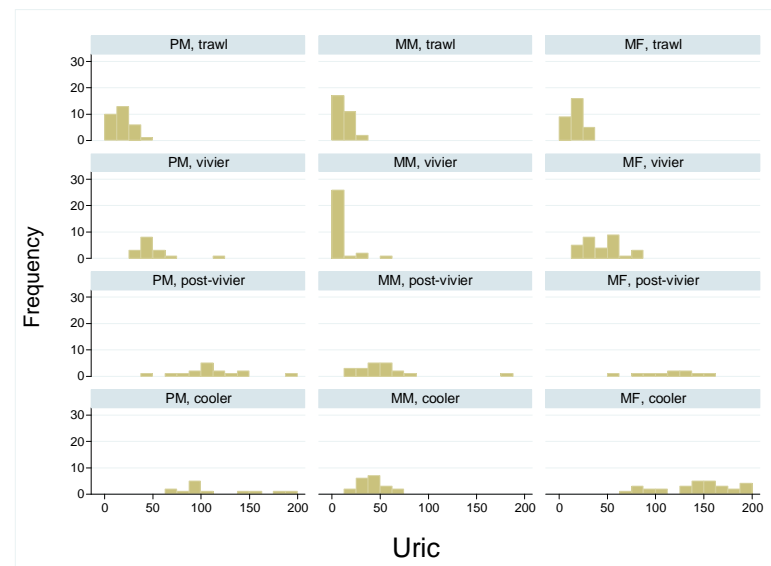 PM, trawl
MM, trawl
MF, trawl
30
20
10
0
PM, vivier
MM, vivier
MF, vivier
30
20
10
0
PM, post-vivier
MM, post-vivier
MF, post-vivier
30
20
10
0
PM, cooler
MM, cooler
MF, cooler
30
20
10
0
0 50 100 150 200
0 50 100 150 200
0 50 100 150 200
Frequency
Uric